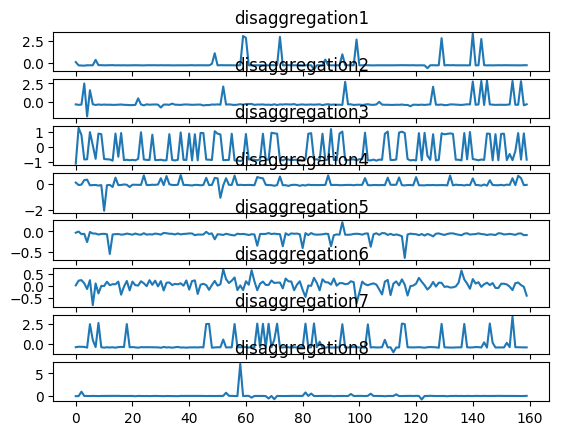 disaggregation1
2.5
0.0
disaggregation2
2.5
0.0
disaggregation3
1
0
−1
disaggregation4
0
−2
disaggregation5
0.0
−0.5
disaggregation6
0.5
0.0
−0.5
disaggregation7
2.5
0.0
disaggregation8
5
0
0 20 40 60 80 100 120 140 160